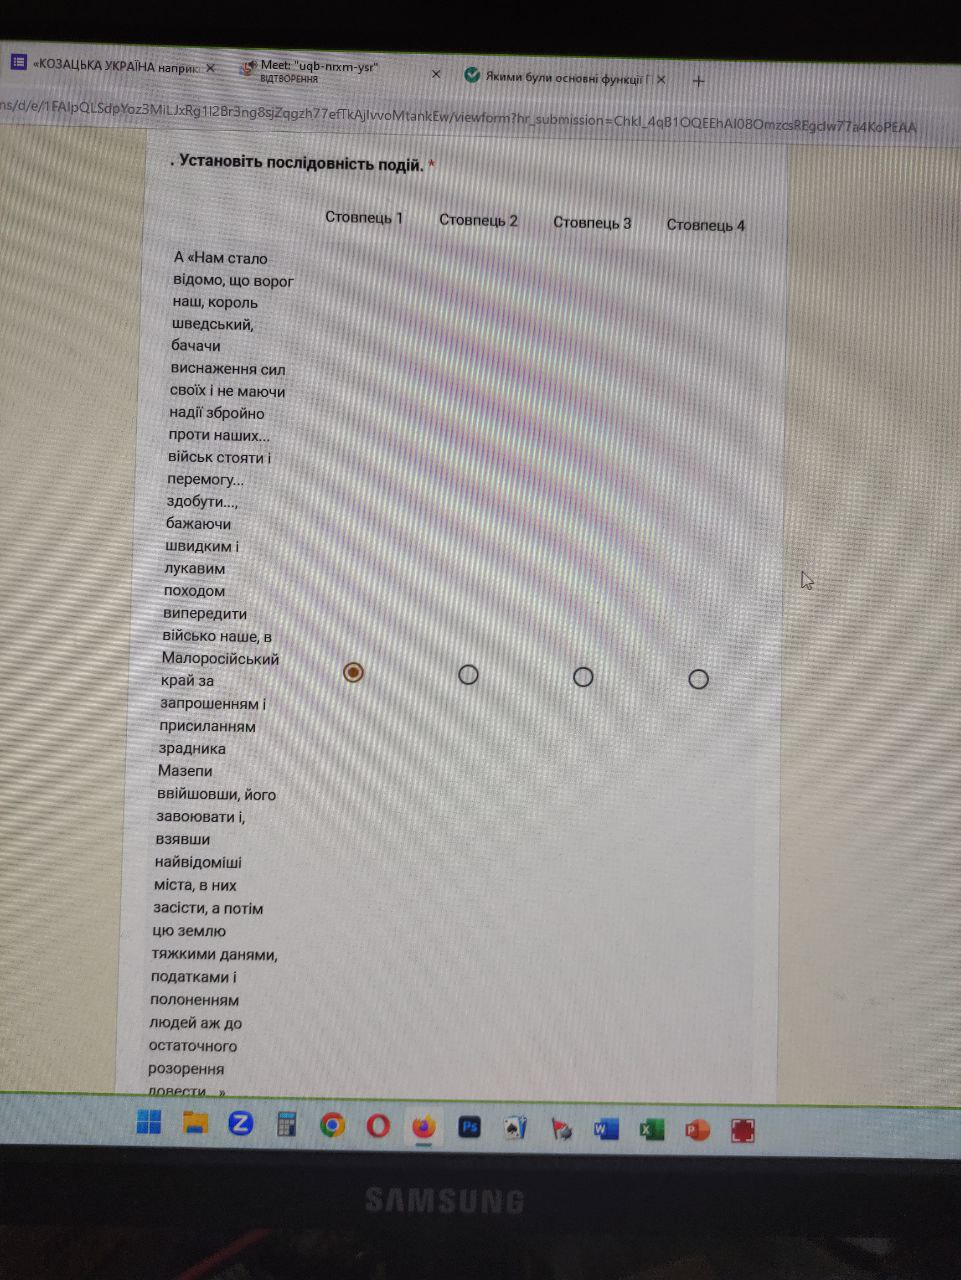 «КОЗАЦЬКА УКРАЇНА наприк
Meet: "uqb-nrxm-ysr"
ВІДТВОРЕННЯ
Якими були основні функції Г
ns/d/e/1FAIpQLSdpYoz3MiLJxRg1I2Br3ng8sjZqgzh77efTkAjIvvoMtankEw/viewform?hr_submission=ChkI_4qB1OQEEhAI08OmzcsREgcIw77a4KoPEAA
. Установіть послідовність подій. *
Стовпець 1 Стовпець 2 Стовпець 3 Стовпець 4
А «Нам стало
відомо, що ворог
наш, король
шведський,
бачачи
виснаження сил
своїх і не маючи
надії збройно
проти наших...
військ стояти і
перемогу...
здобути...,
бажаючи
швидким і
лукавим
походом
випередити
військо наше, в
Малоросійський
край за
запрошенням і
присиланням
зрадника
Мазепи
ввійшовши, його
завоювати і,
взявши
найвідоміші
міста, в них
засісти, а потім
цю землю
тяжкими данями,
податками і
полоненням
людей аж до
остаточного
розорення
довести...»
SAMSUNG